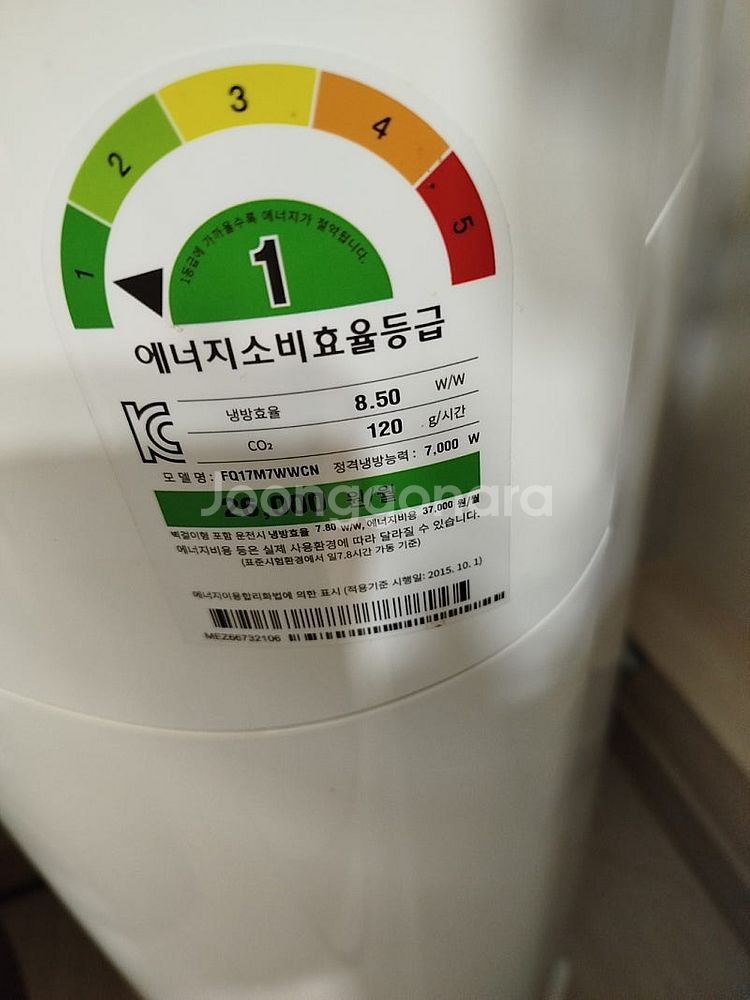 1
2
3
4
5
1등급에 가까울수록 에너지가 절약됩니다.
1
에너지소비효율등급
냉방효율 8.50 W/W
CO₂ 120 g/시간
모델명 : FQ17M7WWCN 정격냉방능력 : 7,000 W
26,000 원/월
Joonggonara
벽걸이형 포함 운전시 냉방효율 7.80 W/W, 에너지비용 37,000 원/월
에너지비용 등은 실제 사용환경에 따라 달라질 수 있습니다.
(표준시험환경에서 일7.8시간 가동 기준)
에너지이용합리화법에 의한 표시 (적용기준 시행일: 2015. 10. 1)
MEZ66732106